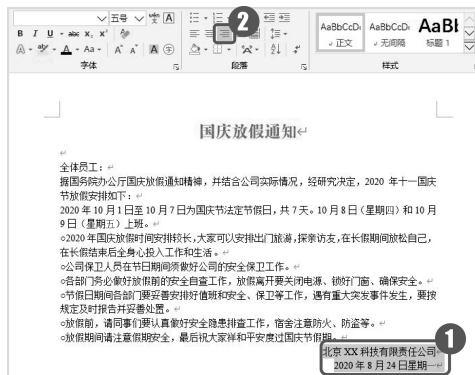 五号
wén
文
A
B I U abc x₂ x²
A Aa A A A 字
字体
段落
2
AaBbCcDc AaBbCcDc AaBb
正文 无间隔 标题 1
样式
国庆放假通知
全体员工：
据国务院办公厅国庆放假通知精神，并结合公司实际情况，经研究决定，2020 年十一国庆
节放假安排如下：
2020 年 10 月 1 日至 10 月 7 日为国庆节法定节假日，共 7 天。10 月 8 日（星期四）和 10 月
9 日（星期五）上班。
○2020 年国庆放假时间安排较长，大家可以安排出门旅游，探亲访友，在长假期间放松自己，
在长假结束后全身心投入工作和生活。
○公司保卫人员在节日期间须做好公司的安全保卫工作。
○各部门务必做好放假前的安全自查工作，放假离开要关闭电源、锁好门窗、确保安全。
○节假日期间各部门要妥善安排好值班和安全、保卫等工作，遇有重大突发事件发生，要按
规定及时报告并妥善处置。
○放假前，请同事们要认真做好安全隐患排查工作，宿舍注意防火、防盗等。
○放假期间请注意假期安全，最后祝大家祥和平安度过国庆节假期。
1
北京 XX 科技有限责任公司
2020 年 8 月 24 日星期一